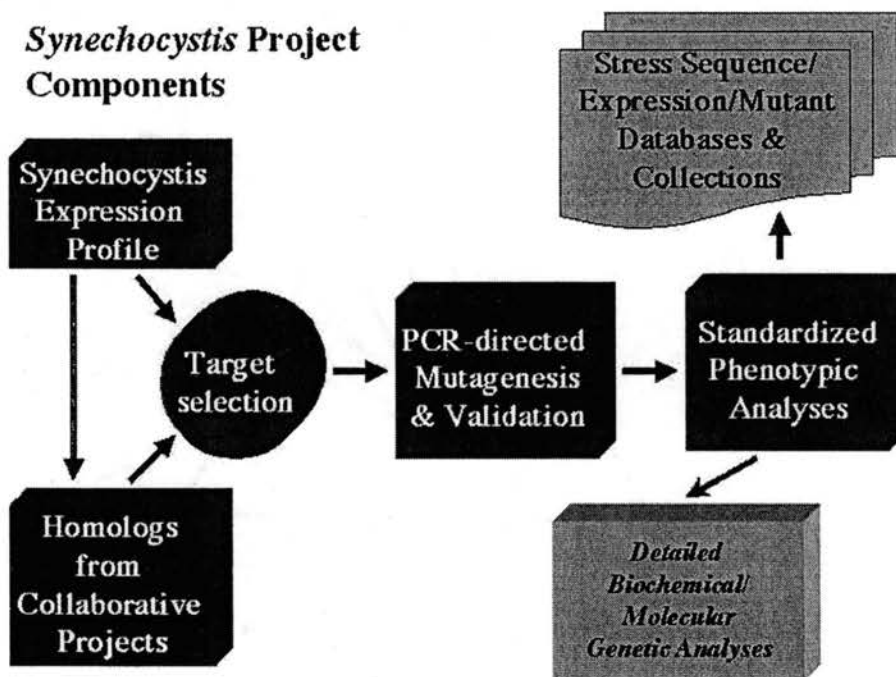 Synechocystis Project
Components
Stress Sequence/
Expression/Mutant
Databases &
Collections
Synechocystis
Expression
Profile
Target
selection
PCR-directed
Mutagenesis
& Validation
Standardized
Phenotypic
Analyses
Homologs
from
Collaborative
Projects
Detailed
Biochemical/
Molecular
Genetic Analyses